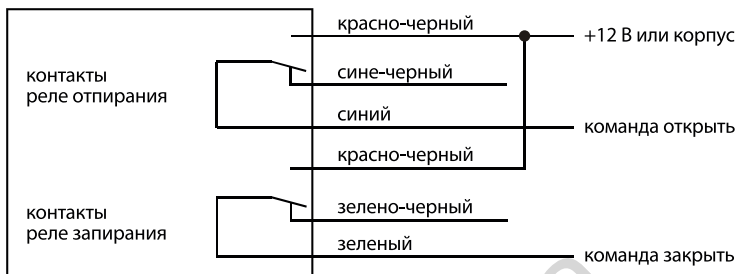 красно-черный
+12 В или корпус
контакты
реле отпирания
сине-черный
синий
команда открыть
красно-черный
контакты
реле запирания
зелено-черный
зеленый
команда закрыть